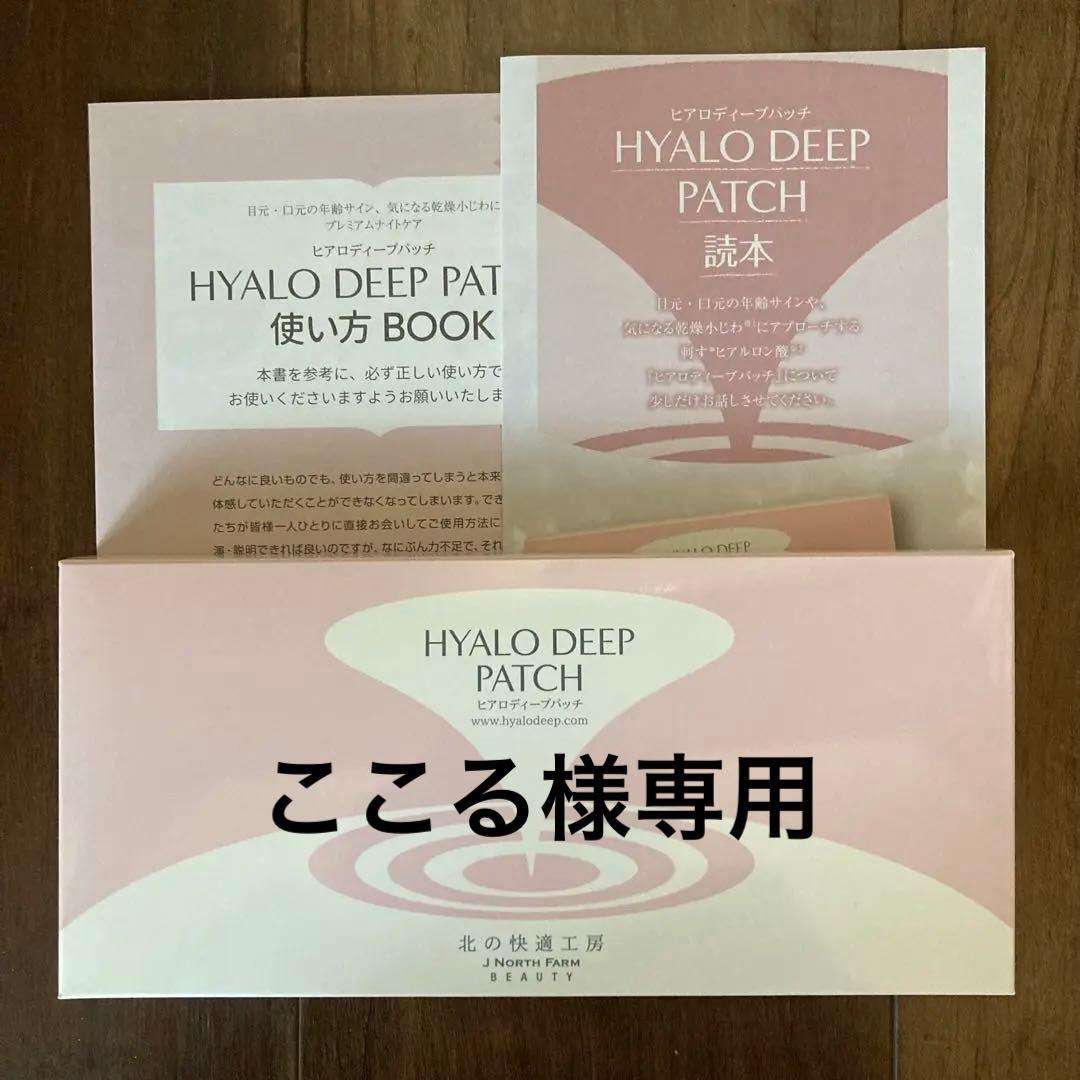 目元・口元の年齢サイン、気になる乾燥小じわに
プレミアムナイトケア
ヒアロディープパッチ
HYALO DEEP PAT
使い方 BOOK
本書を参考に、必ず正しい使い方で
お使いくださいますようお願いいたしま
どんなに良いものでも、使い方を間違ってしまうと本来
体感していただくことができなくなってしまいます。でき
たちが皆様一人ひとりに直接お会いしてご使用方法に
演・説明できれば良いのですが、なにぶん力不足で、それ
ヒアロディープパッチ
HYALO DEEP
PATCH
読本
目元・口元の年齢サインや、
気になる乾燥小じわ※1にアプローチする
刺す※ヒアルロン酸※2
「ヒアロディープパッチ」について
少しだけお話しさせてください。
HYALO DEEP
HYALO DEEP
PATCH
ヒアロディープパッチ
www.hyalodeep.com
こころ様専用
北の快適工房
J NORTH FARM
BEAUTY